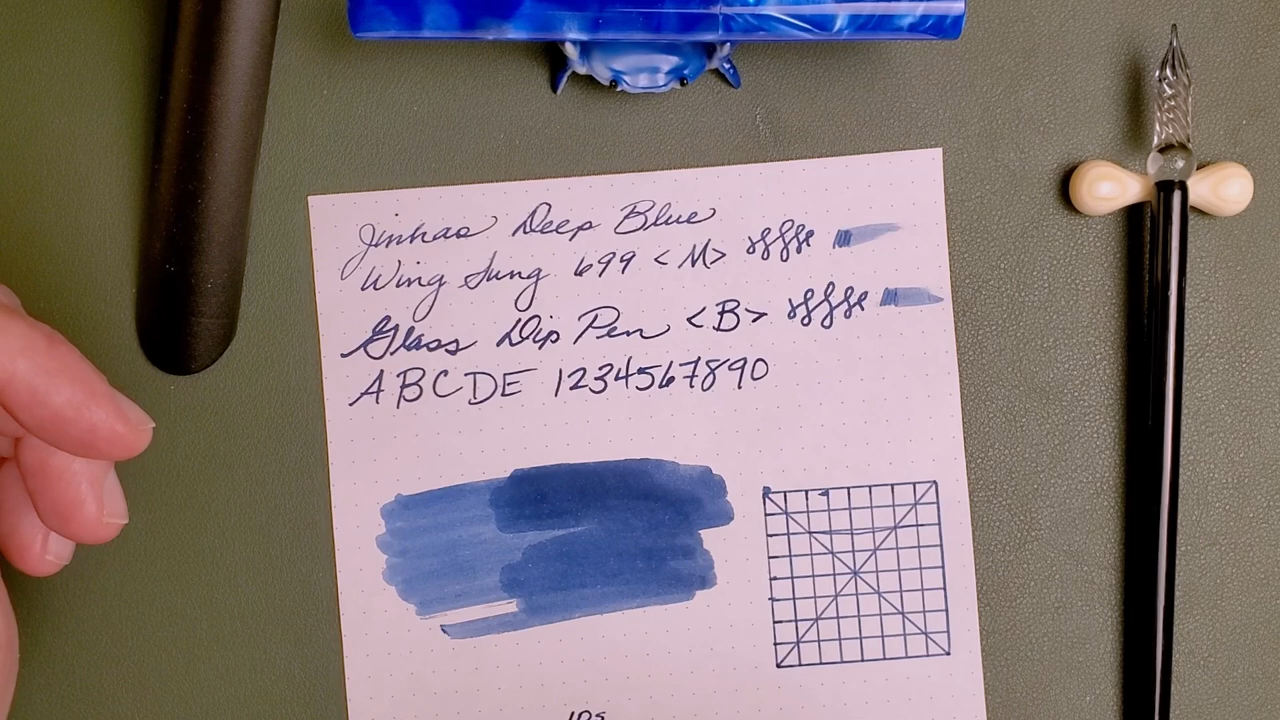 Jinhao Deep Blue
Wing Sung 699 <M>
Glass Dip Pen <B>
ABCDE 1234567890